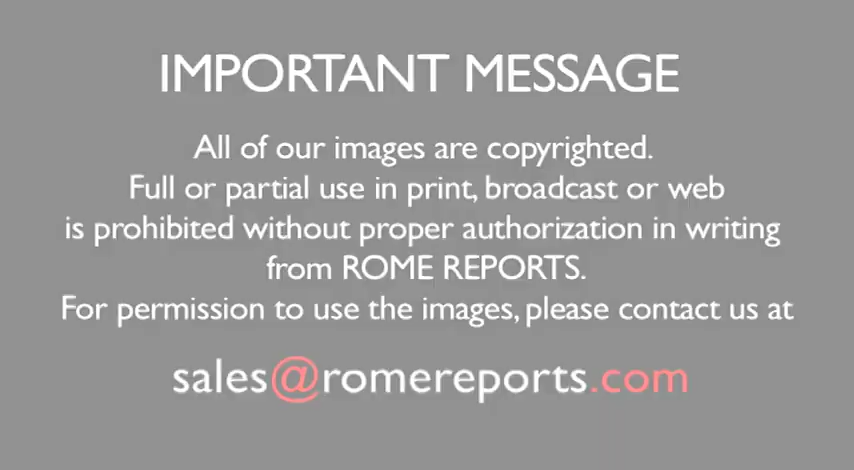 IMPORTANT MESSAGE
All of our images are copyrighted.
Full or partial use in print, broadcast or web
is prohibited without proper authorization in writing
from ROME REPORTS.
For permission to use the images, please contact us at
sales@romereports.com